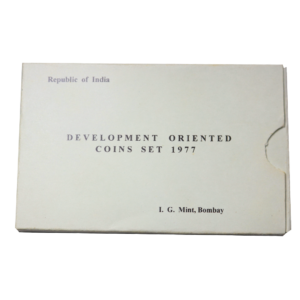 Republic of India
DEVELOPMENT ORIENTED
COINS SET 1977
I. G. Mint, Bombay